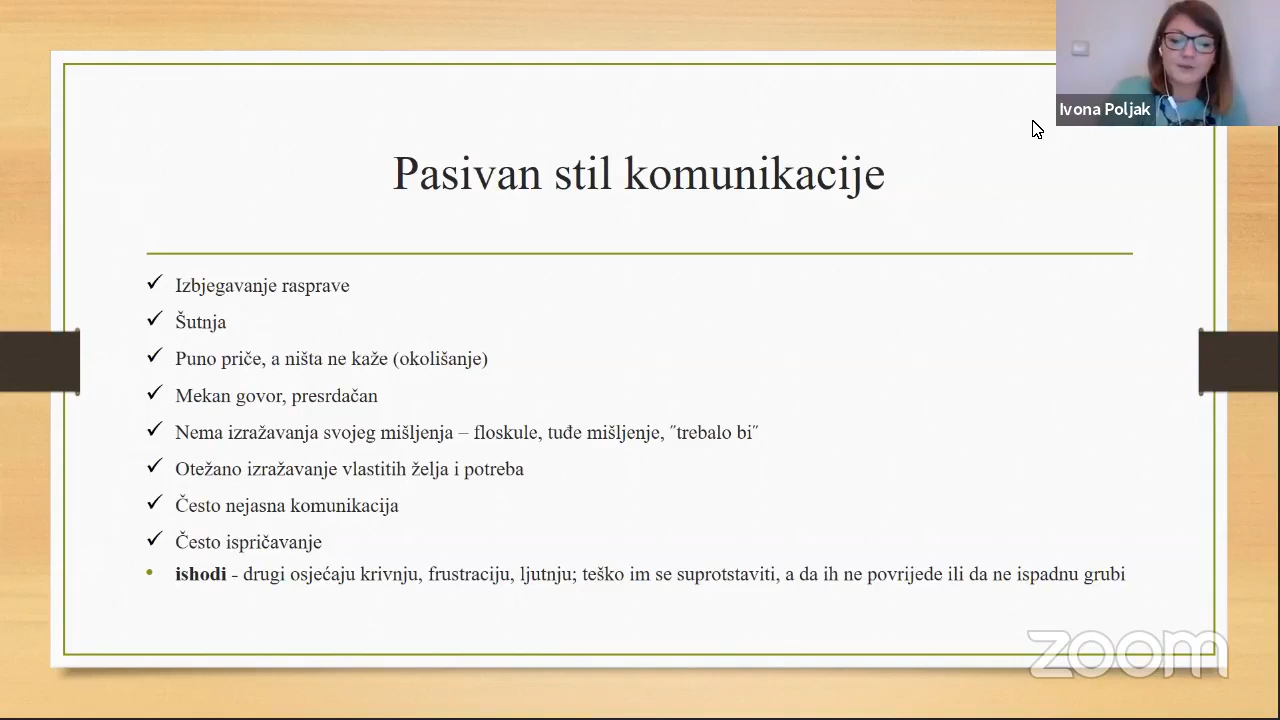 Ivona Poljak
Pasivan stil komunikacije
Izbjegavanje rasprave
Šutnja
Puno priče, a ništa ne kaže (okolišanje)
Mekan govor, presrdačan
Nema izražavanja svojeg mišljenja – floskule, tuđe mišljenje, ˝trebalo bi˝
Otežano izražavanje vlastitih želja i potreba
Često nejasna komunikacija
Često ispričavanje
ishodi - drugi osjećaju krivnju, frustraciju, ljutnju; teško im se suprotstaviti, a da ih ne povrijede ili da ne ispadnu grubi
zoom